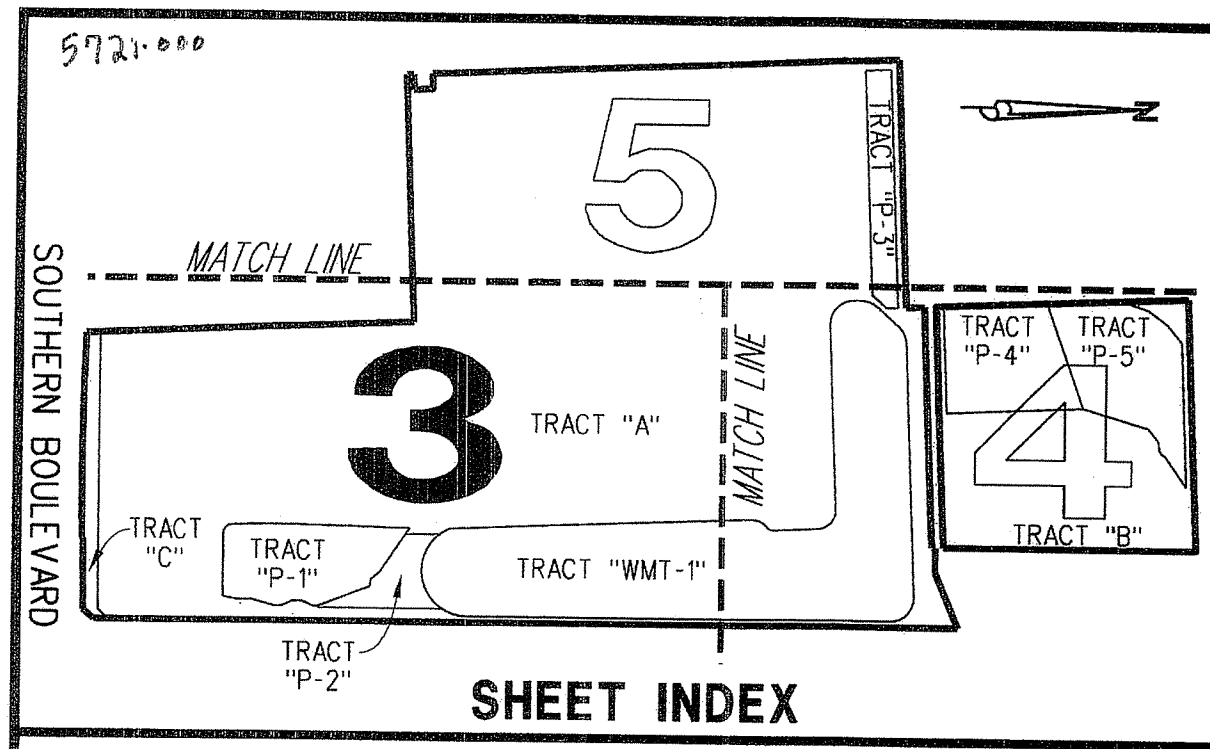 5721.000
5
TRACT "P-3"
N
MATCH LINE
SOUTHERN BOULEVARD
TRACT
"P-4"
TRACT
"P-5"
3
TRACT "A"
MATCH LINE
4
TRACT
"C"
TRACT
"P-1"
TRACT "WMT-1"
TRACT "B"
TRACT
"P-2"
SHEET INDEX